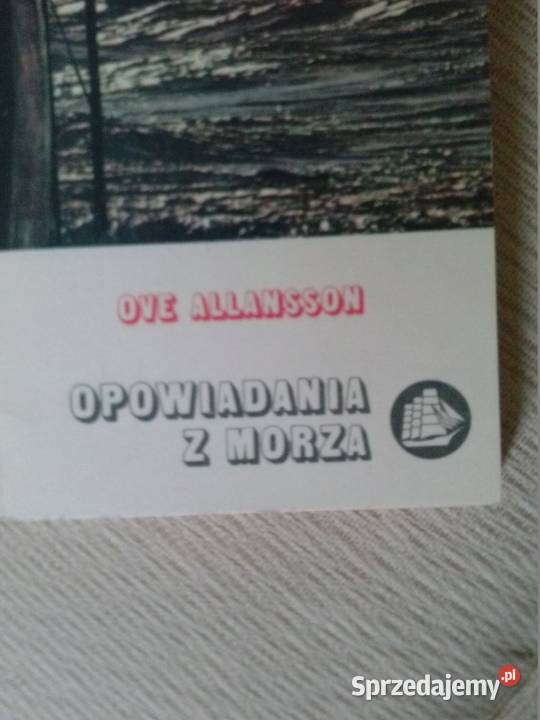 OVE ALLANSSON
OPOWIADANIA
Z MORZA
Sprzedajemy.pl